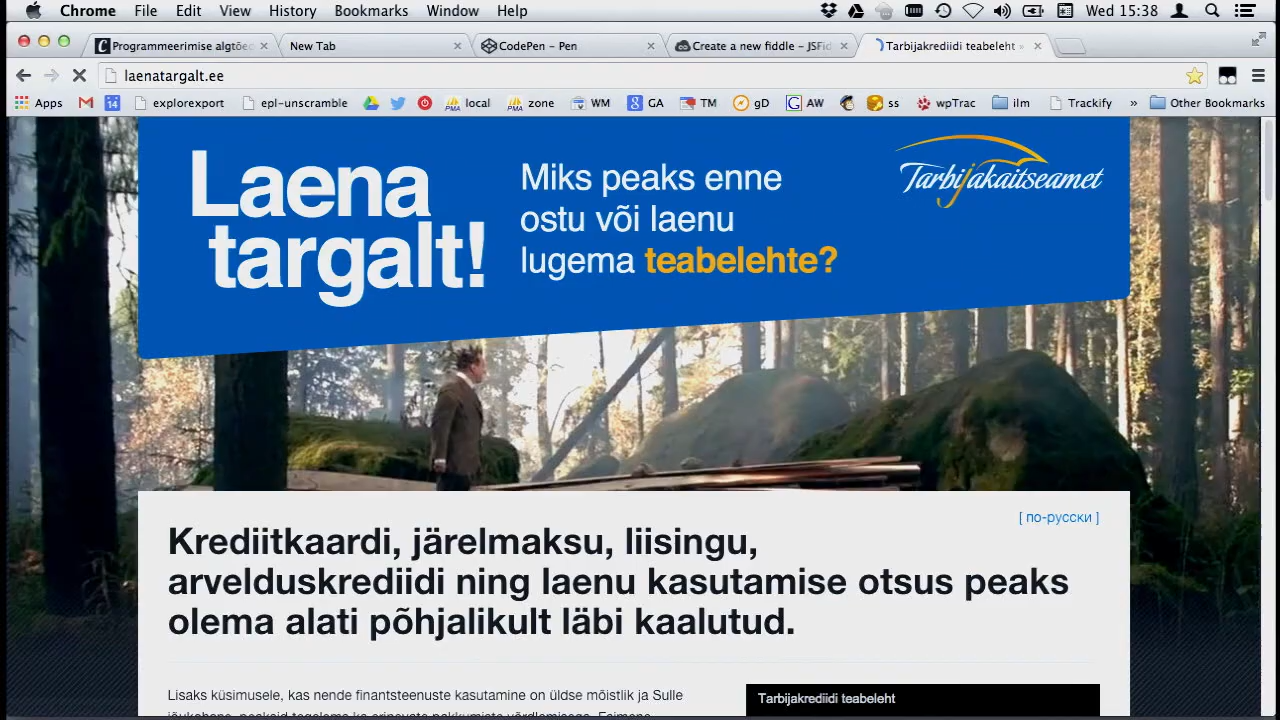 Chrome File Edit View History Bookmarks Window Help Wed 15:38
Programmeerimise algtõed New Tab CodePen - Pen Create a new fiddle - JSFid Tarbijakrediidi teabeleht »
laenatargalt.ee
Apps 14 explorexport epl-unscramble PMA local PMA zone WM GA TM gD AW ss wpTrac ilm Trackify » Other Bookmarks
Laena
targalt!
Miks peaks enne
ostu või laenu
lugema teabelehte?
Tarbijakaitseamet
[ по-русски ]
Krediitkaardi, järelmaksu, liisingu,
arvelduskrediidi ning laenu kasutamise otsus peaks
olema alati põhjalikult läbi kaalutud.
Lisaks küsimusele, kas nende finantsteenuste kasutamine on üldse mõistlik ja Sulle
Tarbijakrediidi teabeleht